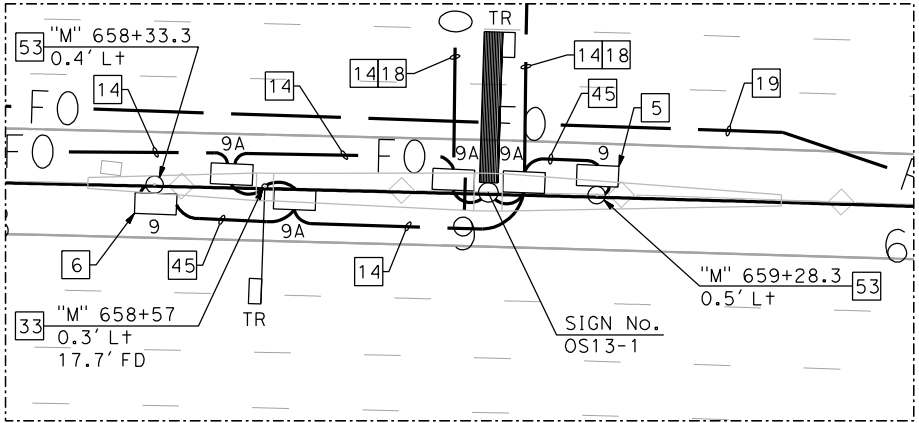 TR
53 "M" 658+33.3
0.4' Lt
14 18
14 18
14
14
45
19
5
FO
F
FO
FO
9A
9A
9A
9
9
9A
6
6
45
14
TR
33 "M" 658+57
0.3' Lt
17.7' FD
SIGN No.
OS13-1
"M" 659+28.3 53
0.5' Lt